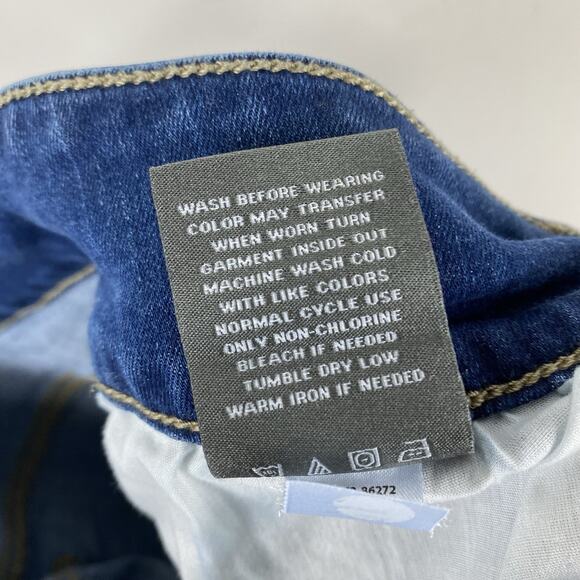 WASH BEFORE WEARING
COLOR MAY TRANSFER
WHEN WORN TURN
GARMENT INSIDE OUT
MACHINE WASH COLD
WITH LIKE COLORS
NORMAL CYCLE USE
ONLY NON-CHLORINE
BLEACH IF NEEDED
TUMBLE DRY LOW
WARM IRON IF NEEDED
86272